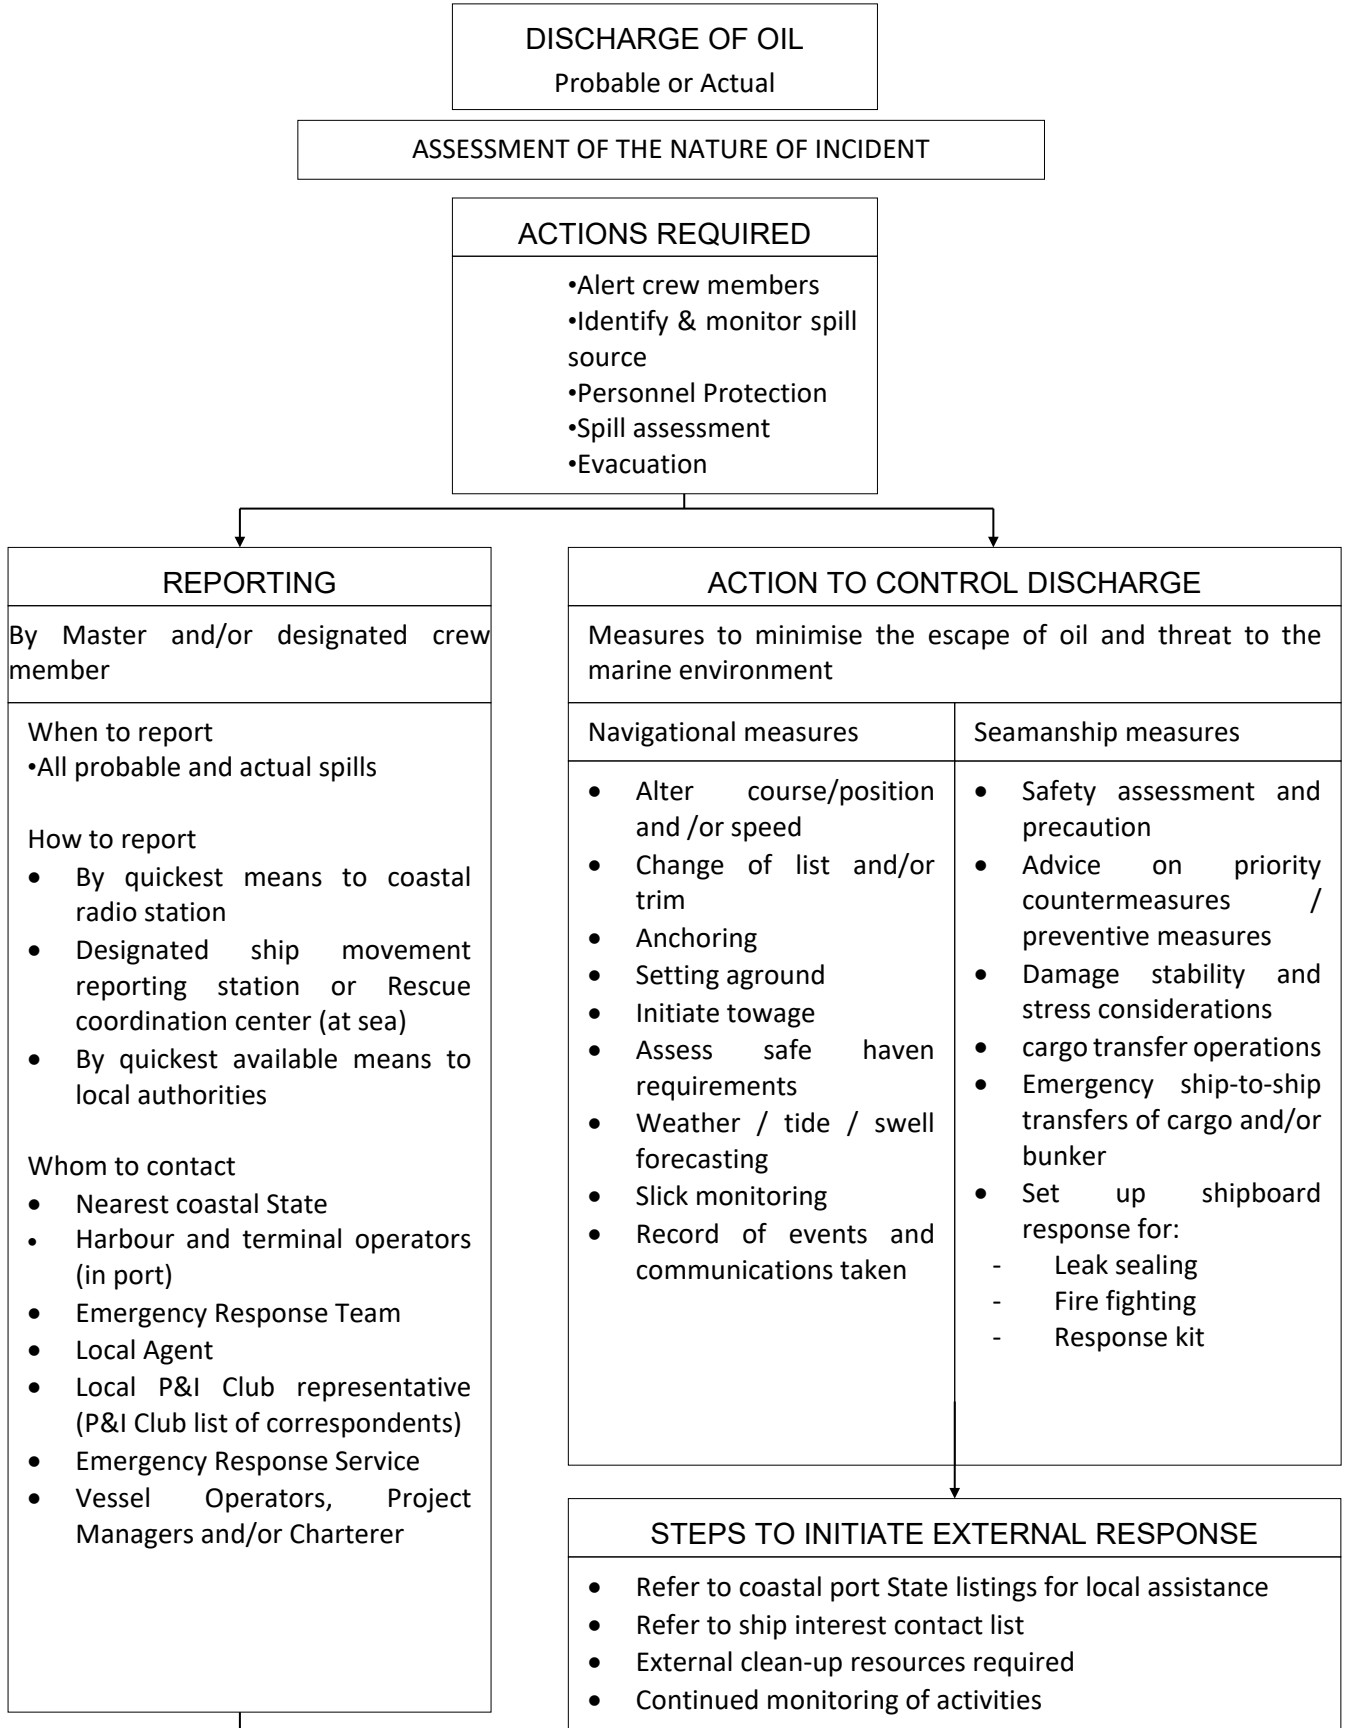 DISCHARGE OF OIL
Probable or Actual
ASSESSMENT OF THE NATURE OF INCIDENT
ACTIONS REQUIRED
•Alert crew members
•Identify & monitor spill
source
•Personnel Protection
•Spill assessment
•Evacuation
REPORTING
By Master and/or designated crew
member
When to report
•All probable and actual spills
How to report
• By quickest means to coastal
radio station
• Designated ship movement
reporting station or Rescue
coordination center (at sea)
• By quickest available means to
local authorities
Whom to contact
• Nearest coastal State
• Harbour and terminal operators
(in port)
• Emergency Response Team
• Local Agent
• Local P&I Club representative
(P&I Club list of correspondents)
• Emergency Response Service
• Vessel Operators, Project
Managers and/or Charterer
ACTION TO CONTROL DISCHARGE
Measures to minimise the escape of oil and threat to the
marine environment
Navigational measures
• Alter course/position
and /or speed
• Change of list and/or
trim
• Anchoring
• Setting aground
• Initiate towage
• Assess safe haven
requirements
• Weather / tide / swell
forecasting
• Slick monitoring
• Record of events and
communications taken
Seamanship measures
• Safety assessment and
precaution
• Advice on priority
countermeasures /
preventive measures
• Damage stability and
stress considerations
• cargo transfer operations
• Emergency ship-to-ship
transfers of cargo and/or
bunker
• Set up shipboard
response for:
- Leak sealing
- Fire fighting
- Response kit
STEPS TO INITIATE EXTERNAL RESPONSE
• Refer to coastal port State listings for local assistance
• Refer to ship interest contact list
• External clean-up resources required
• Continued monitoring of activities